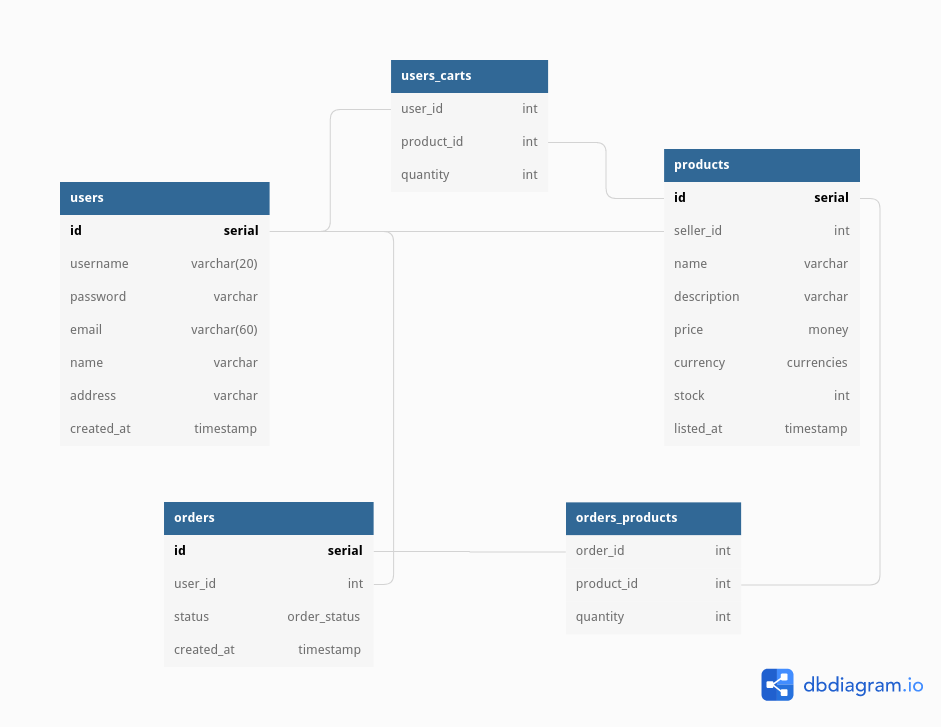 users_carts
user_id int
product_id int
quantity int
products
id serial
seller_id int
name varchar
description varchar
price money
currency currencies
stock int
listed_at timestamp
users
id serial
username varchar(20)
password varchar
email varchar(60)
name varchar
address varchar
created_at timestamp
orders
id serial
user_id int
status order_status
created_at timestamp
orders_products
order_id int
product_id int
quantity int
dbdiagram.io